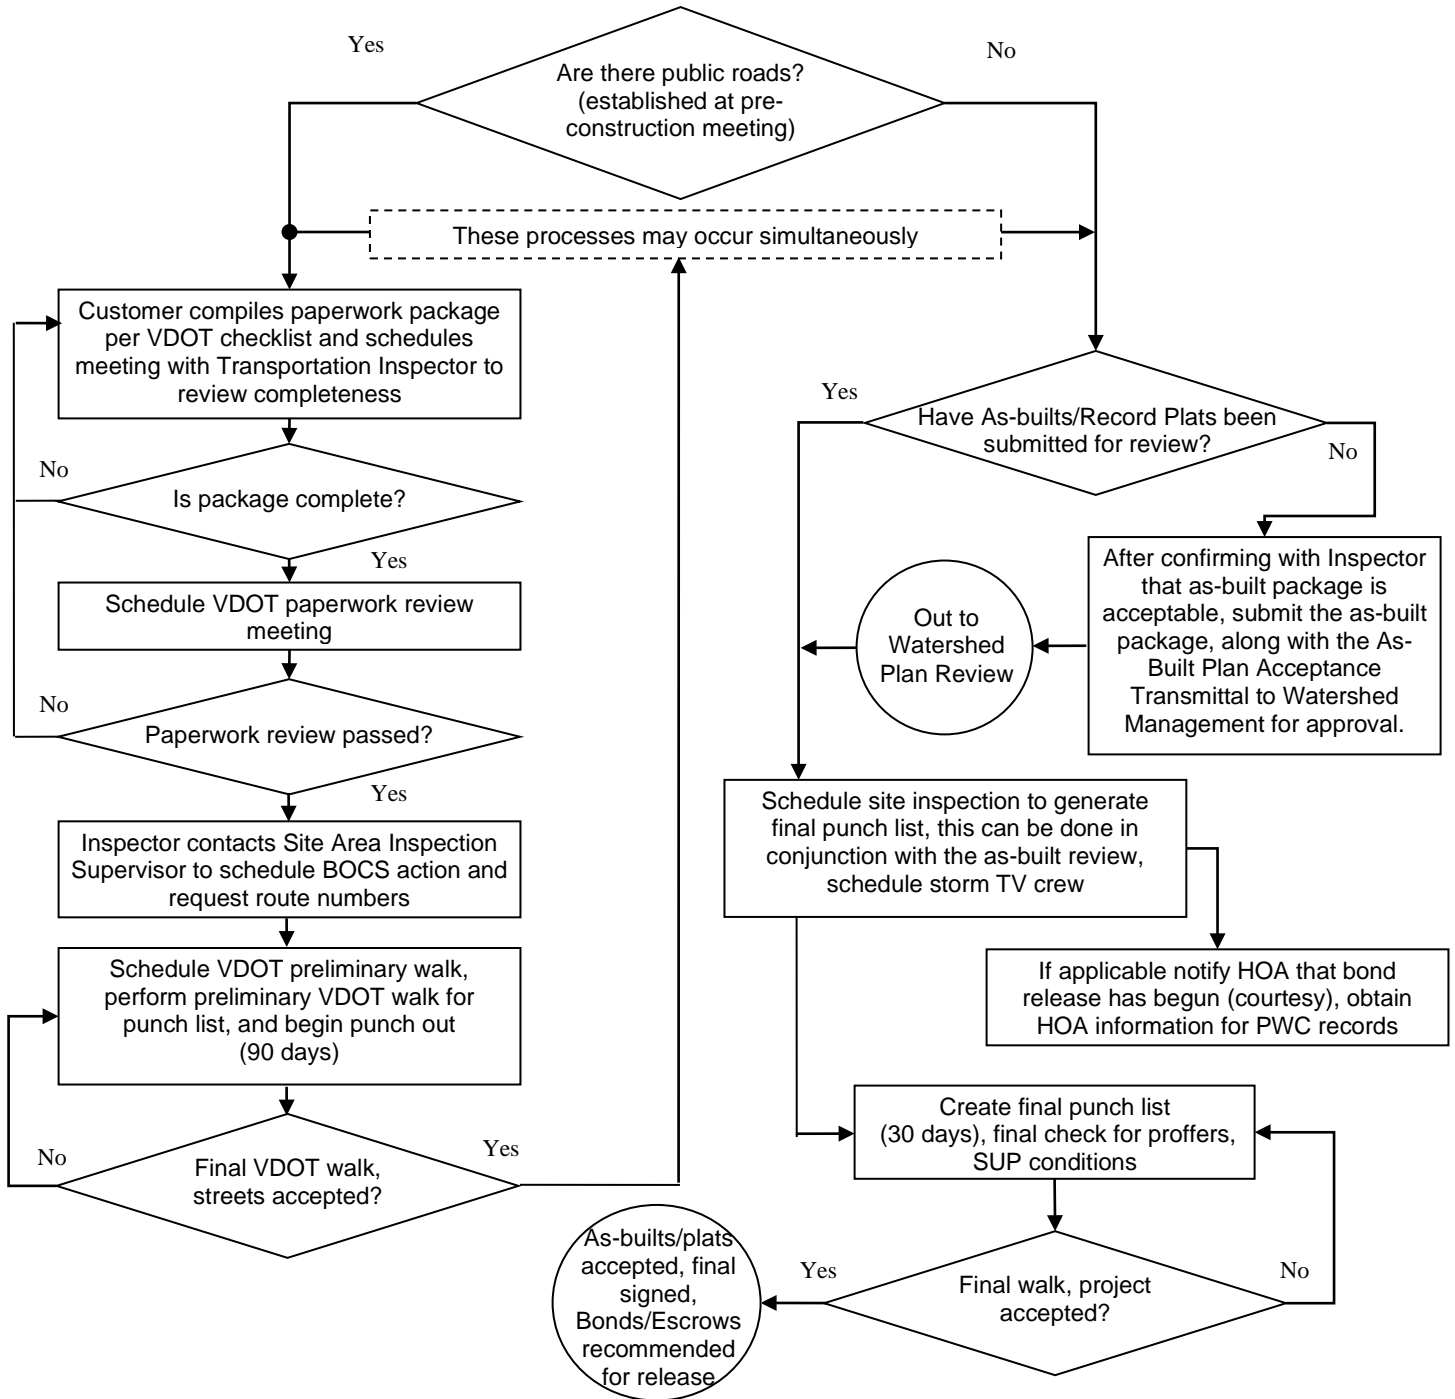 Yes
No
Are there public roads?
(established at pre-
construction meeting)
These processes may occur simultaneously
Customer compiles paperwork package
per VDOT checklist and schedules
meeting with Transportation Inspector to
review completeness
No
Is package complete?
Yes
Schedule VDOT paperwork review
meeting
No
Paperwork review passed?
Yes
Inspector contacts Site Area Inspection
Supervisor to schedule BOCS action and
request route numbers
Schedule VDOT preliminary walk,
perform preliminary VDOT walk for
punch list, and begin punch out
(90 days)
No
Final VDOT walk,
streets accepted?
Yes
Yes
Have As-builts/Record Plats been
submitted for review?
No
After confirming with Inspector
that as-built package is
acceptable, submit the as-built
package, along with the As-
Built Plan Acceptance
Transmittal to Watershed
Management for approval.
Out to
Watershed
Plan Review
Schedule site inspection to generate
final punch list, this can be done in
conjunction with the as-built review,
schedule storm TV crew
If applicable notify HOA that bond
release has begun (courtesy), obtain
HOA information for PWC records
Create final punch list
(30 days), final check for proffers,
SUP conditions
Final walk, project
accepted?
No
Yes
As-builts/plats
accepted, final
signed,
Bonds/Escrows
recommended
for release